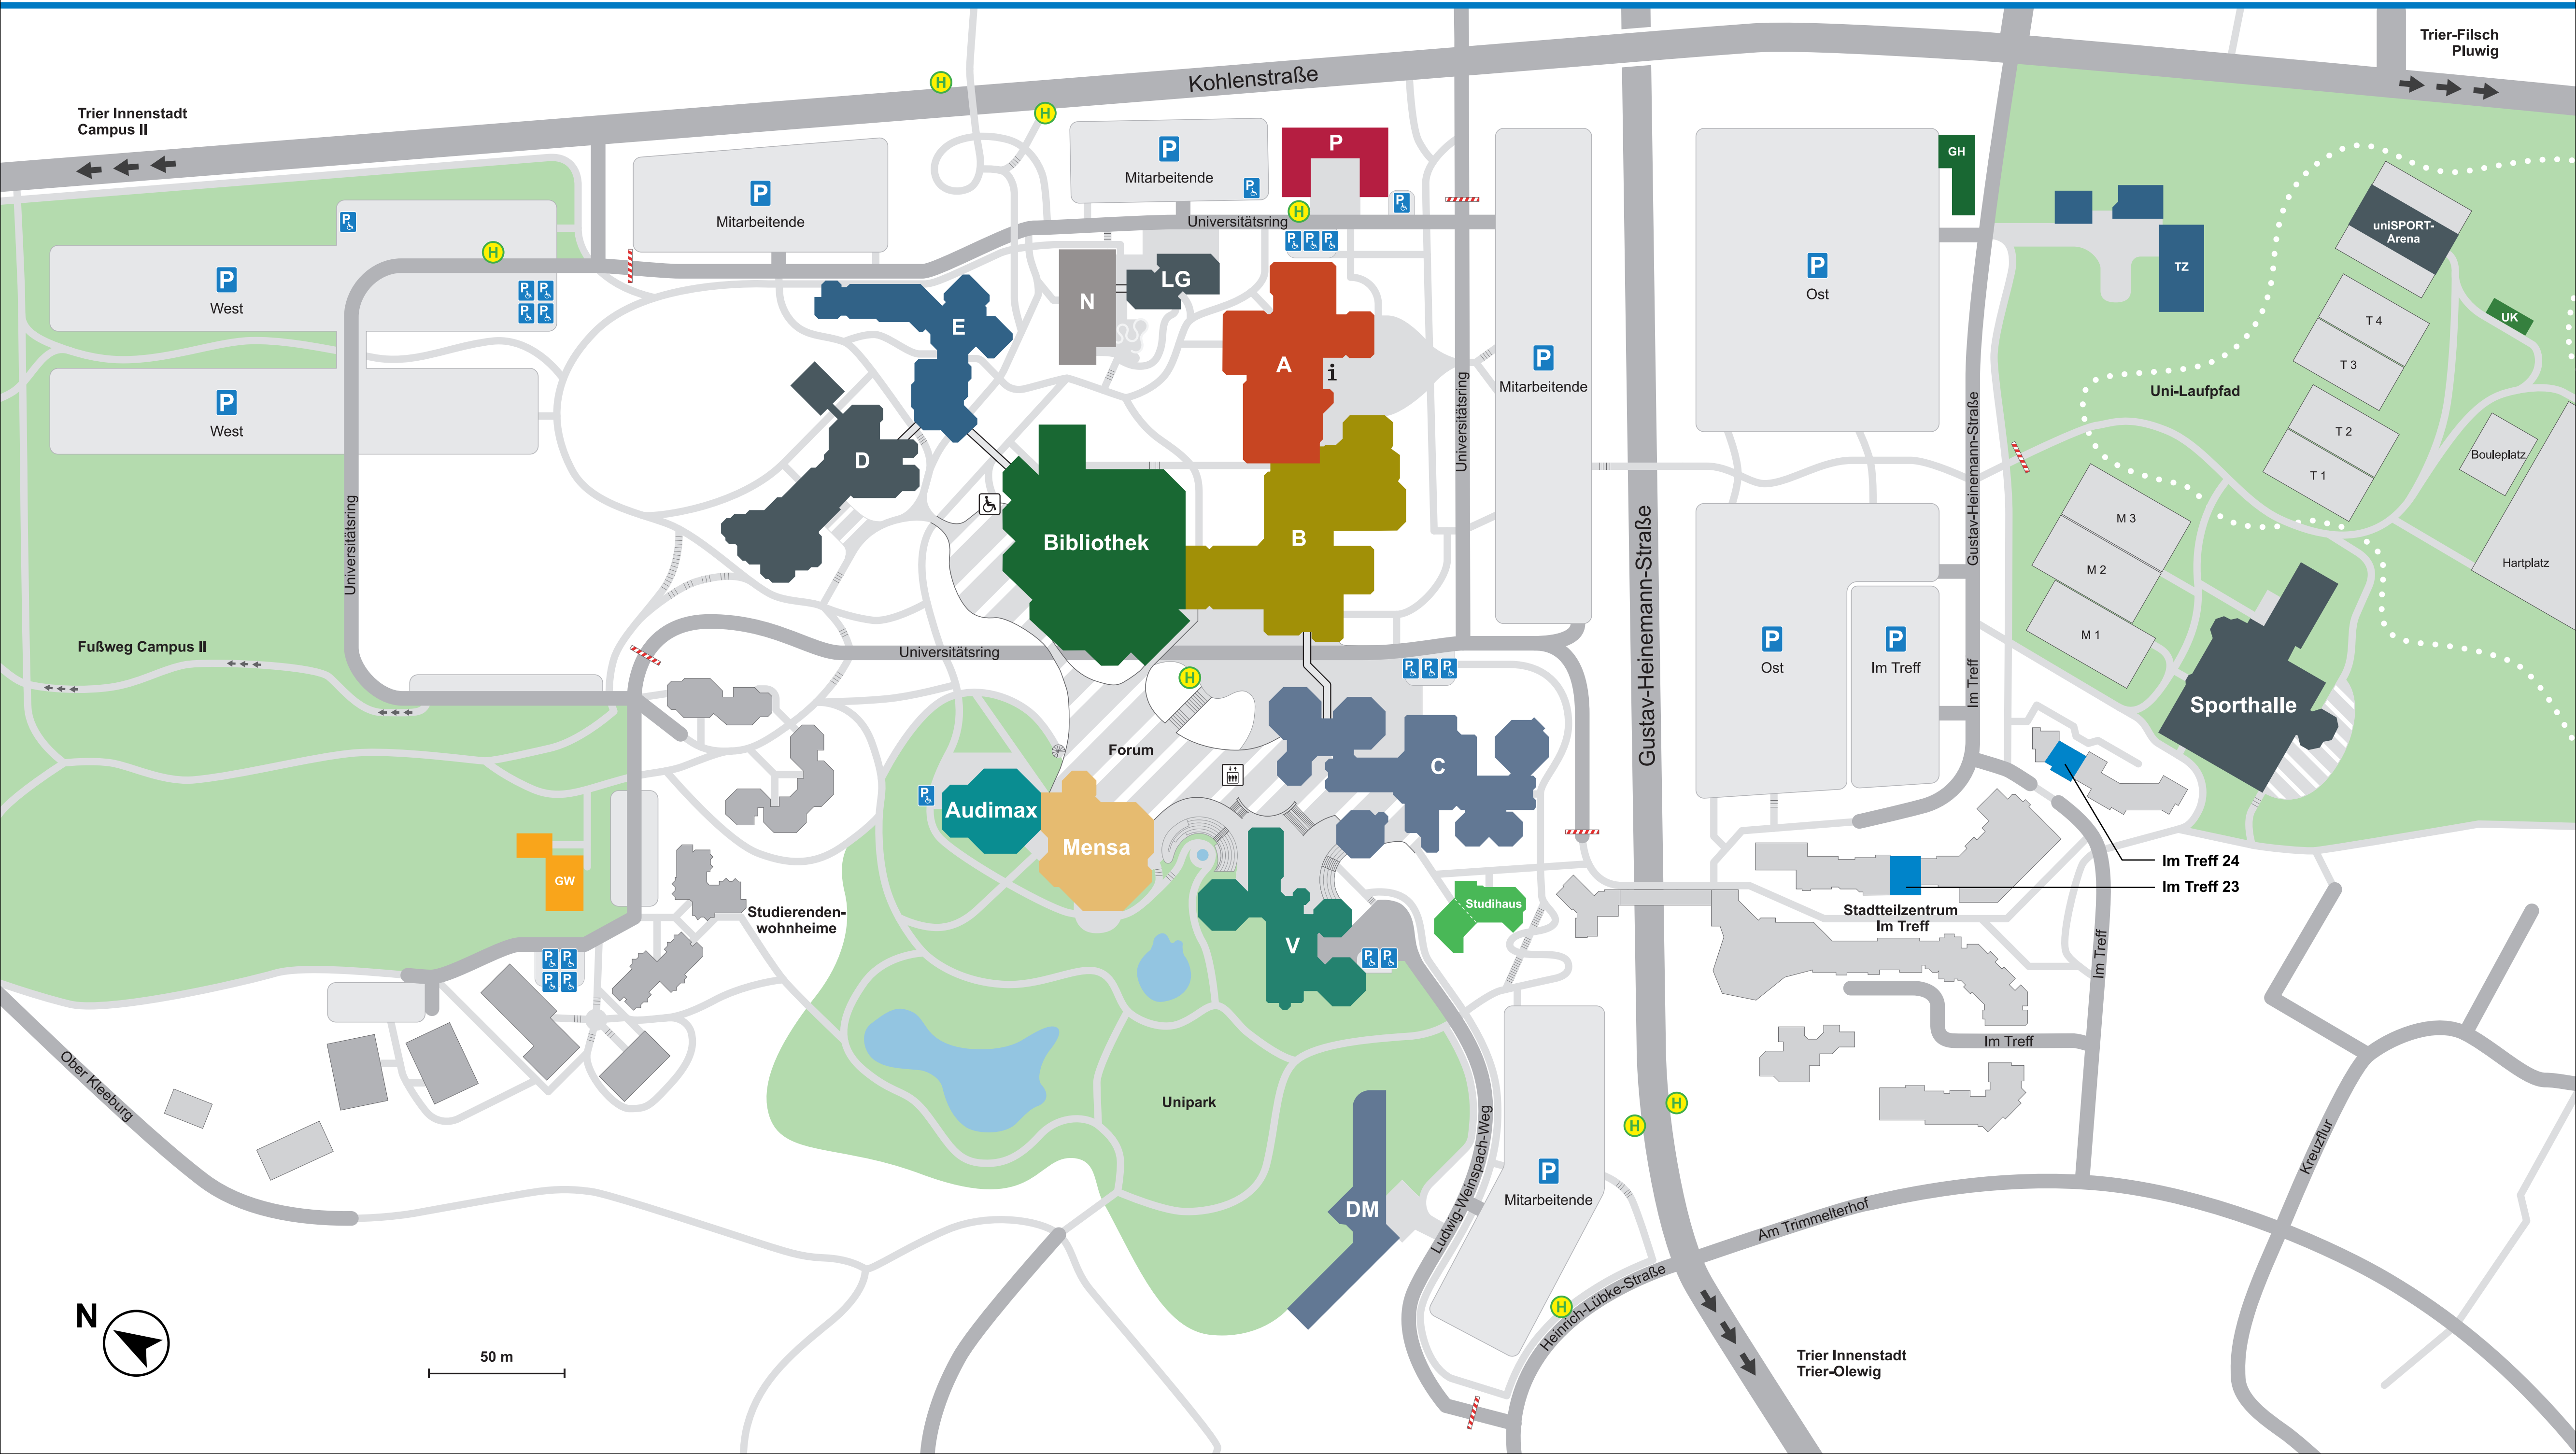 Trier-Filsch
Pluwig
Kohlenstraße
H
H
Trier Innenstadt
Campus II
P
Mitarbeitende
P
Mitarbeitende
P
P
GH
P
H
Universitätsring
P
P P P
P
H
P
West
P P
P P
E
N
LG
A
i
P
Mitarbeitende
P
Ost
TZ
uniSPORT-
Arena
UK
T 4
T 3
Uni-Laufpfad
T 2
T 1
Bouleplatz
Hartplatz
P
West
D
Universitätsring
Gustav-Heinemann-Straße
M 3
M 2
M 1
Bibliothek
B
Universitätsring
Gustav-Heinemann-Straße
Fußweg Campus II
Universitätsring
H
P P P
P
Ost
P
Im Treff
Im Treff
Sporthalle
Forum
C
P
Audimax
Mensa
GW
Studierenden-
wohnheime
V
P P
Studihaus
Im Treff 24
Im Treff 23
Stadtteilzentrum
Im Treff
Im Treff
P P
P P
Im Treff
Ober Kleeburg
Unipark
H
H
Ludwig-Weinspach-Weg
P
Mitarbeitende
DM
Kreuzflur
Am Trimmelterhof
H
Heinrich-Lübke-Straße
N
50 m
Trier Innenstadt
Trier-Olewig